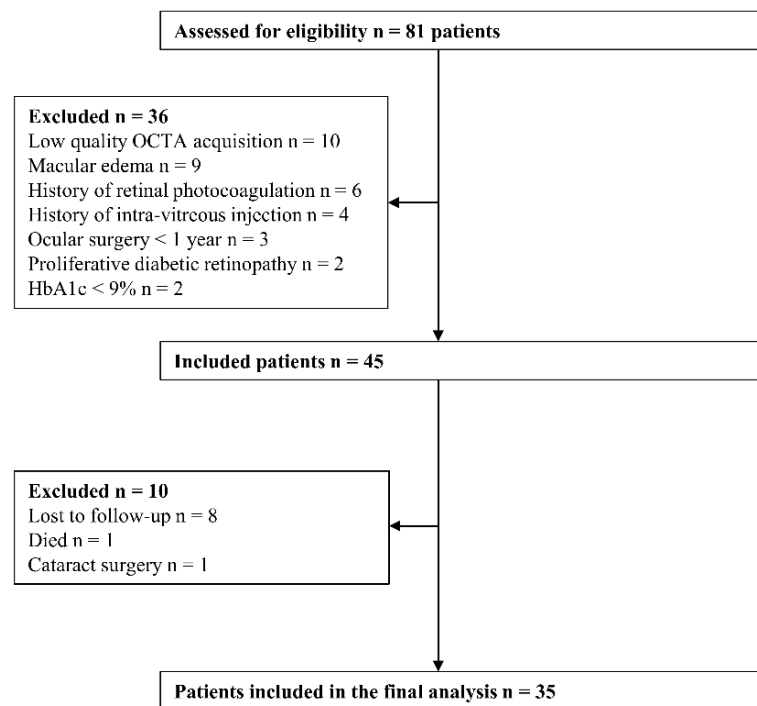 Assessed for eligibility n = 81 patients
Excluded n = 36
Low quality OCTA acquisition n = 10
Macular edema n = 9
History of retinal photocoagulation n = 6
History of intra-vitreous injection n = 4
Ocular surgery < 1 year n = 3
Proliferative diabetic retinopathy n = 2
HbA1c < 9% n = 2
Included patients n = 45
Excluded n = 10
Lost to follow-up n = 8
Died n = 1
Cataract surgery n = 1
Patients included in the final analysis n = 35